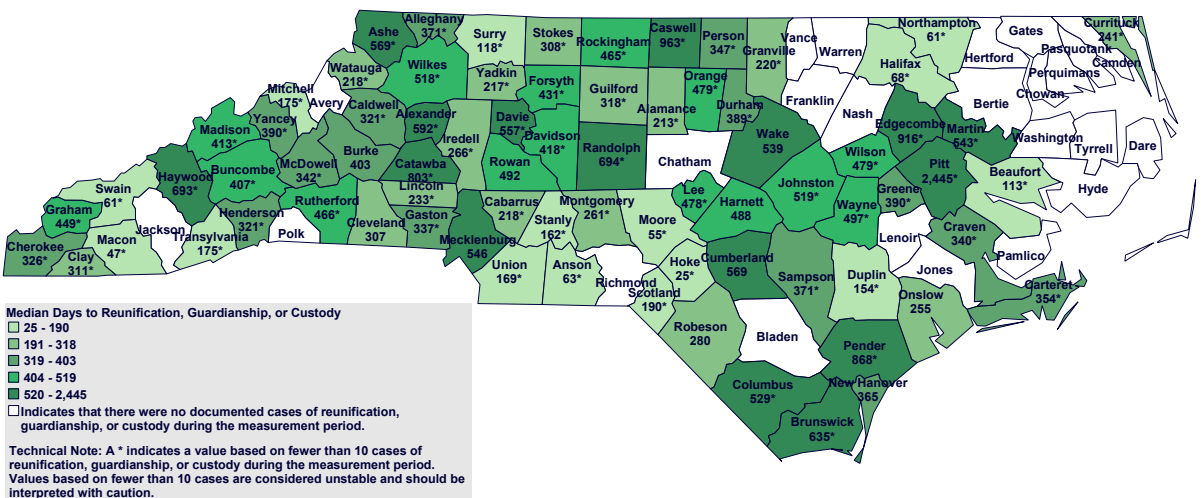 Ashe
569*
Alleghany
371*
Surry
118*
Stokes
308*
Rockingham
465*
Caswell
963*
Person
347*
Granville
220*
Vance
Warren
Northampton
61*
Gates
Currituck
241*
Pasquotank
Camden
Perquimans
Chowan
Hertford
Halifax
68*
Bertie
Watauga
218*
Wilkes
518*
Yadkin
217*
Forsyth
431*
Guilford
318*
Alamance
213*
Orange
479*
Durham
389*
Franklin
Nash
Mitchell
175*
Avery
Caldwell
321*
Alexander
592*
Iredell
266*
Davie
557*
Davidson
418*
Randolph
694*
Chatham
Wake
539
Edgecombe
916*
Martin
543*
Washington
Tyrrell
Dare
Madison
413*
Yancey
390*
Burke
403
Catawba
803*
Rowan
492
Wilson
479*
Pitt
2,445*
Beaufort
113*
Hyde
Haywood
693*
Buncombe
407*
McDowell
342*
Lincoln
233*
Lee
478*
Harnett
488
Johnston
519*
Wayne
497*
Greene
390*
Swain
61*
Graham
449*
Henderson
321*
Rutherford
466*
Cleveland
307
Gaston
337*
Cabarrus
218*
Stanly
162*
Montgomery
261*
Moore
55*
Lenoir
Craven
340*
Pamlico
Cherokee
326*
Clay
311*
Macon
47*
Jackson
Transylvania
175*
Polk
Mecklenburg
546
Union
169*
Anson
63*
Richmond
Hoke
25*
Scotland
190*
Cumberland
569
Sampson
371*
Duplin
154*
Jones
Onslow
255
Carteret
354*
Robeson
280
Bladen
Pender
868*
New Hanover
365
Columbus
529*
Brunswick
635*
Median Days to Reunification, Guardianship, or Custody
25 - 190
191 - 318
319 - 403
404 - 519
520 - 2,445
Indicates that there were no documented cases of reunification,
guardianship, or custody during the measurement period.
Technical Note: A * indicates a value based on fewer than 10 cases of
reunification, guardianship, or custody during the measurement period.
Values based on fewer than 10 cases are considered unstable and should be
interpreted with caution.